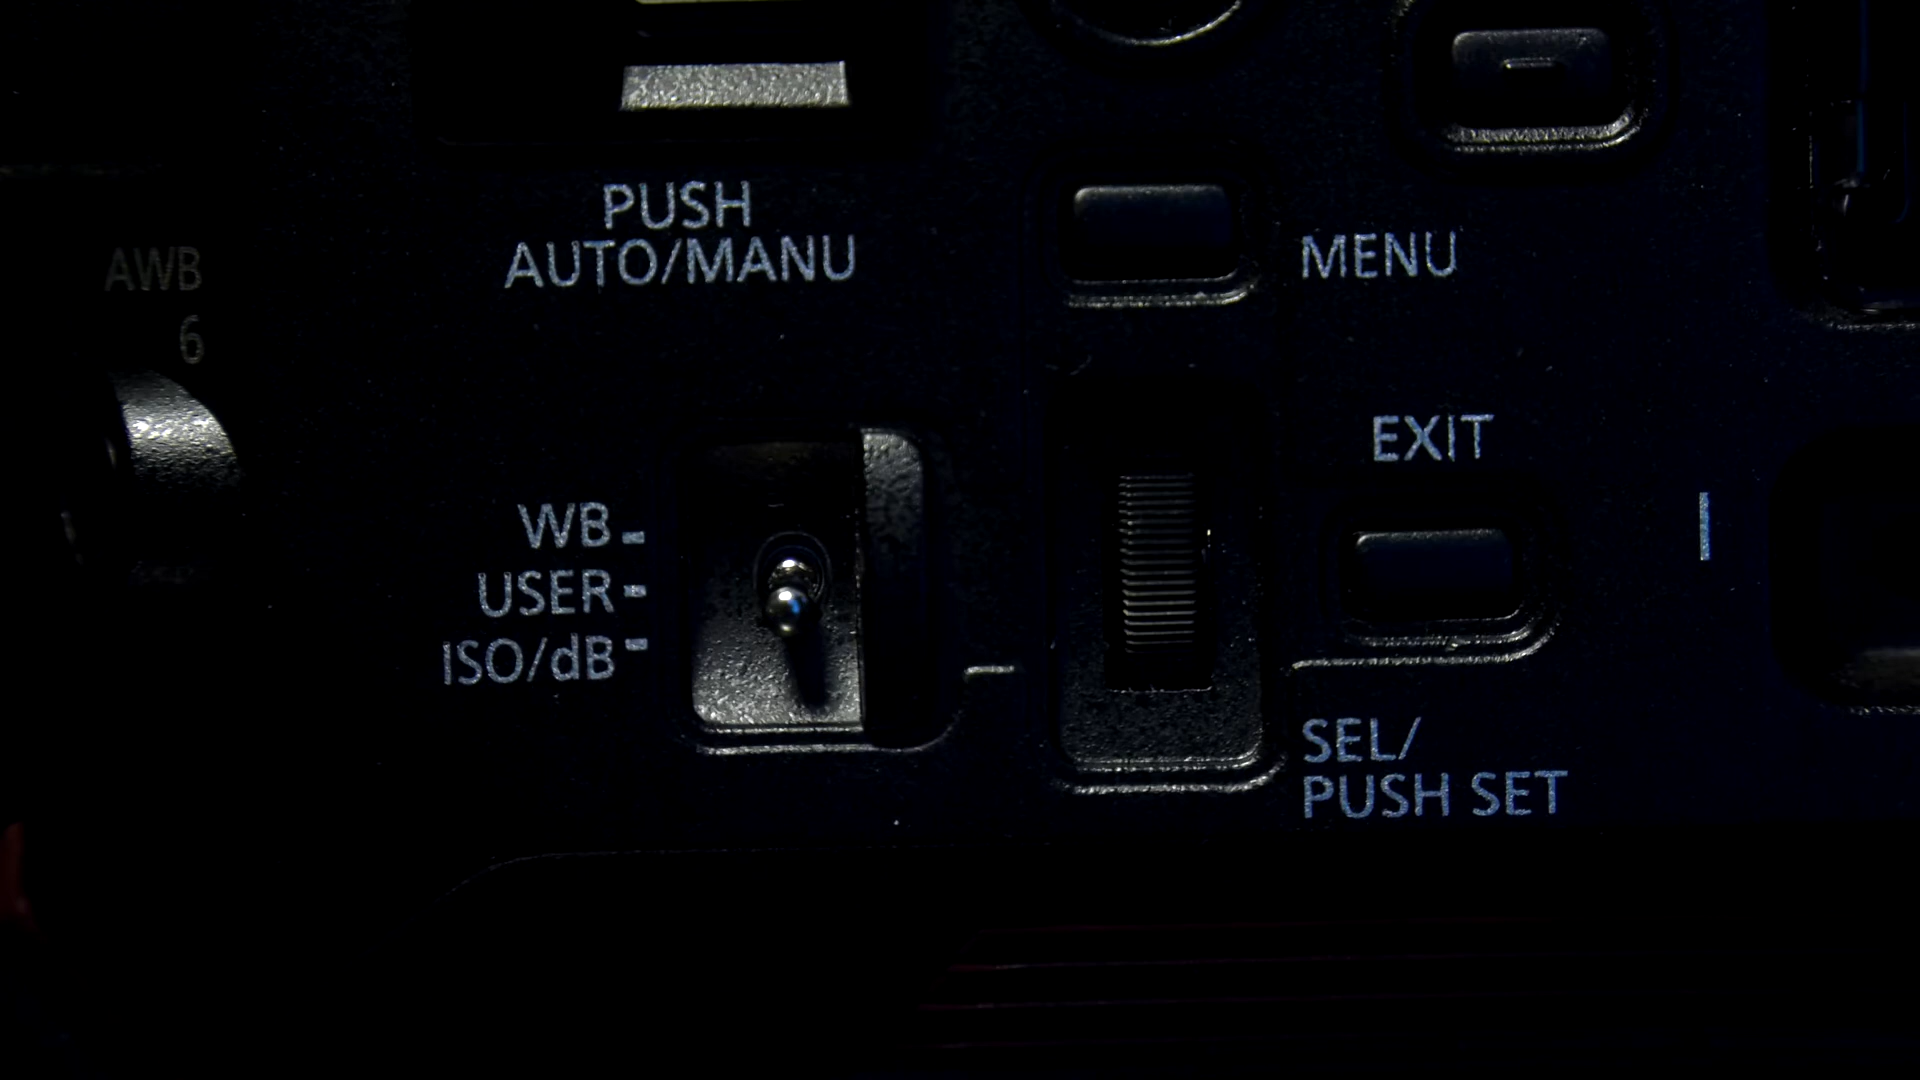 PUSH
AUTO/MANU
MENU
AWB
6
EXIT
WB
USER
ISO/dB
SEL/
PUSH SET